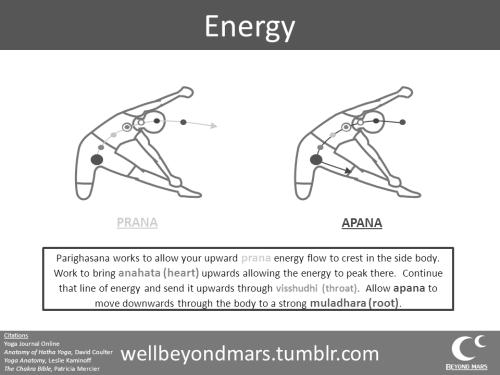 Energy
PRANA
APANA
Parighasana works to allow your upward prana energy flow to crest in the side body.
Work to bring anahata (heart) upwards allowing the energy to peak there. Continue
that line of energy and send it upwards through visshudhi (throat). Allow apana to
move downwards through the body to a strong muladhara (root).
Citations
Yoga Journal Online
Anatomy of Hatha Yoga, David Coulter
Yoga Anatomy, Leslie Kaminoff
The Chakra Bible, Patricia Mercier
wellbeyondmars.tumblr.com
BEYOND MARS